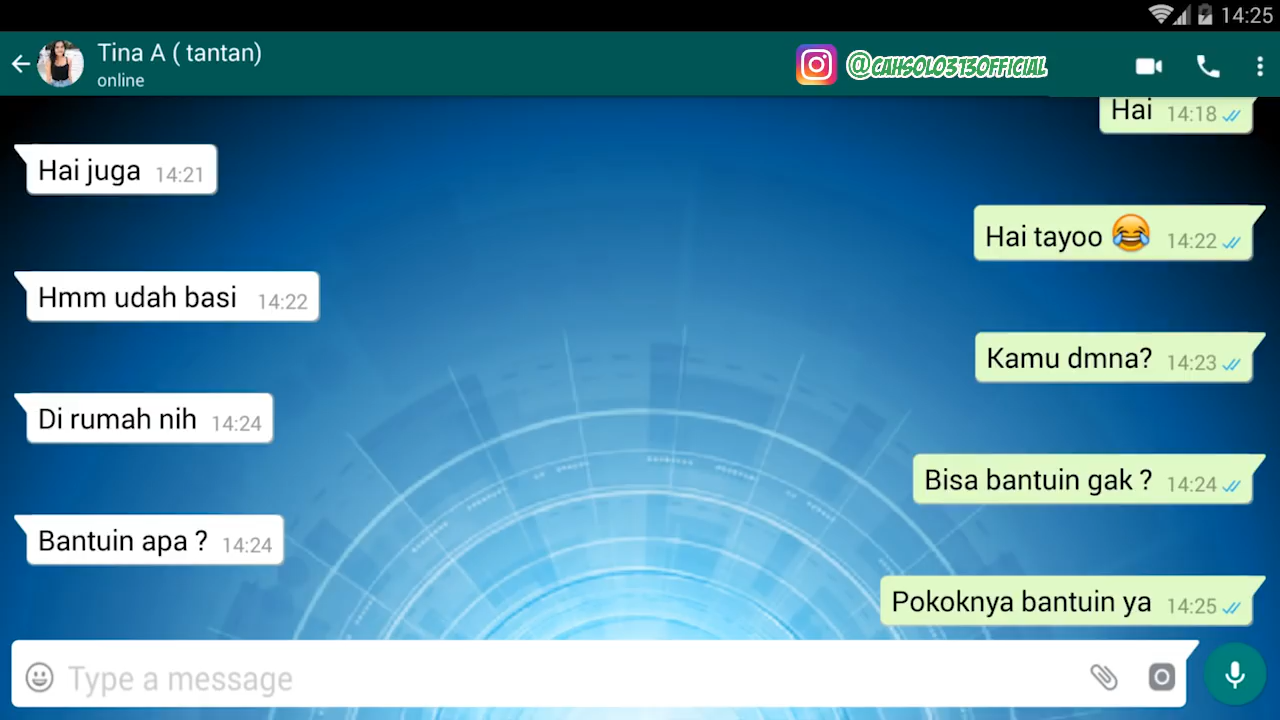 14:25
Tina A ( tantan)
online
@CAHSOLO313OFFICIAL
Hai 14:18
Hai juga 14:21
Hai tayoo 😂 14:22
Hmm udah basi 14:22
Kamu dmna? 14:23
Di rumah nih 14:24
Bisa bantuin gak ? 14:24
Bantuin apa ? 14:24
Pokoknya bantuin ya 14:25
Type a message